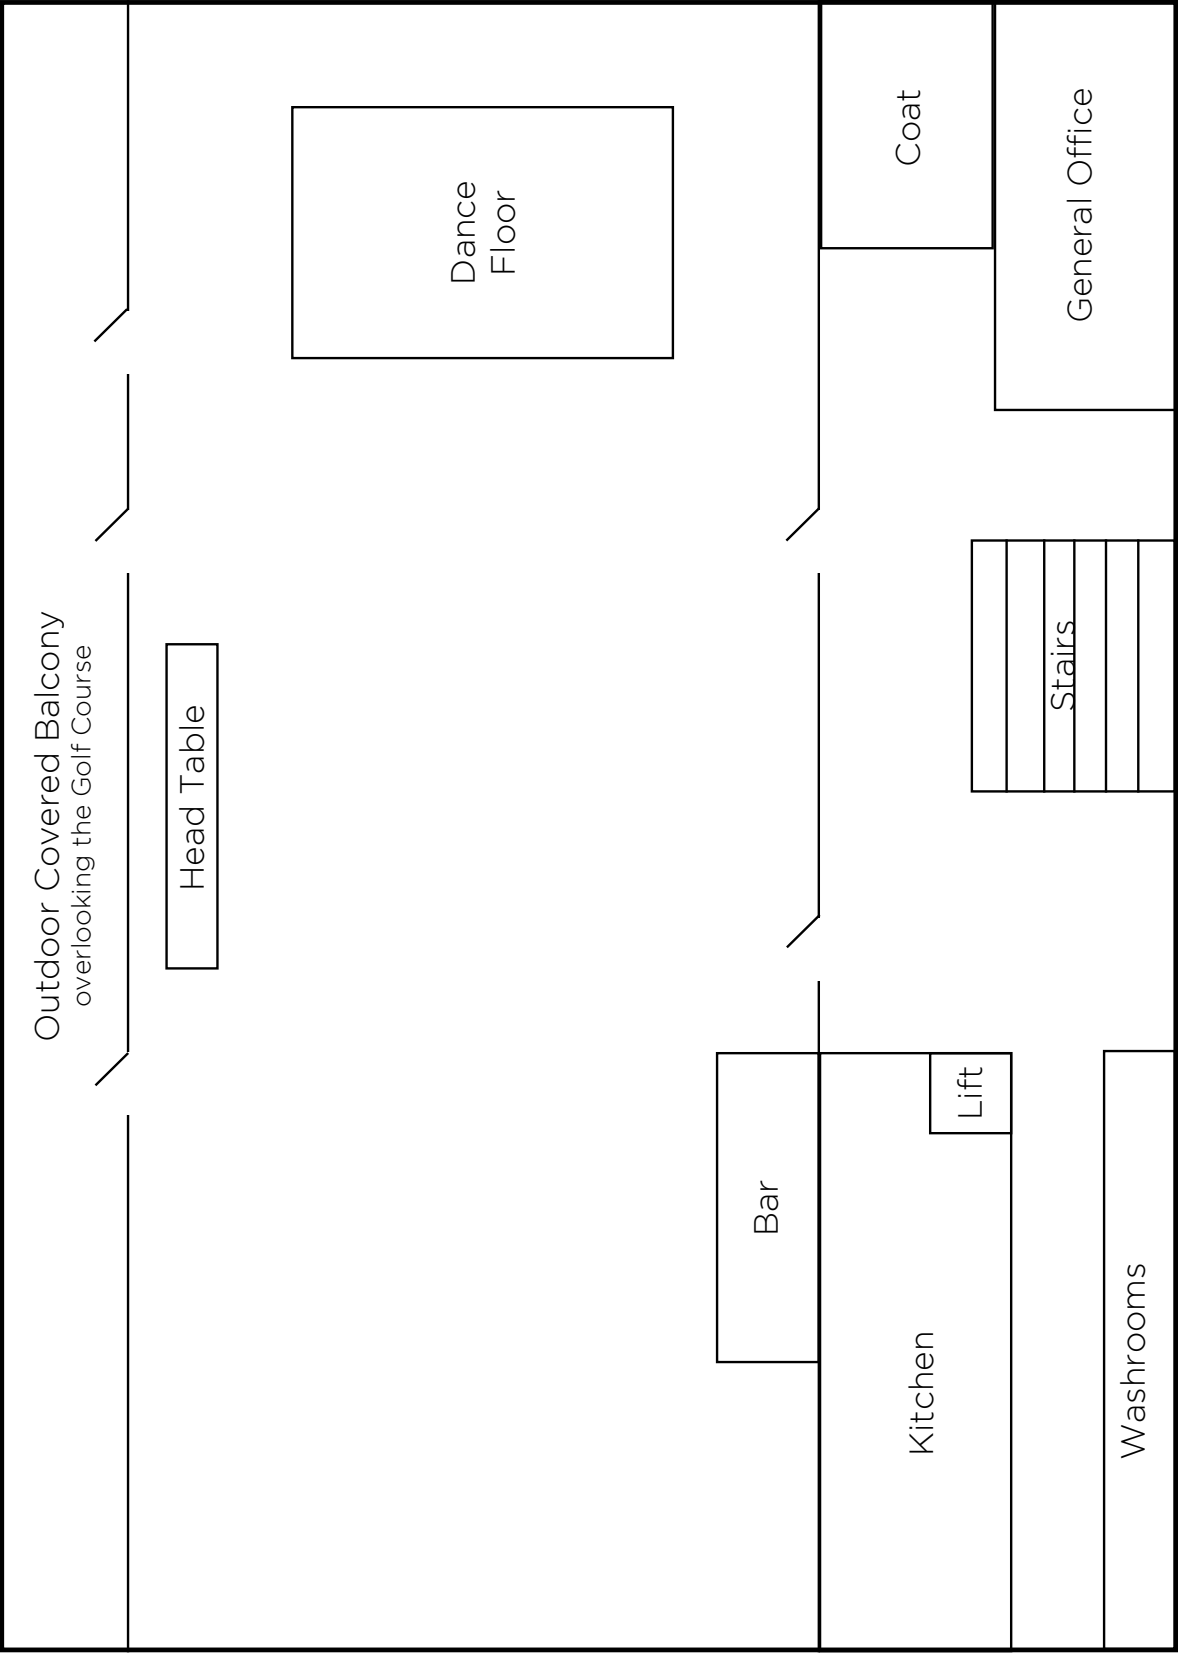 Outdoor Covered Balcony
overlooking the Golf Course
Head Table
Dance
Floor
Bar
Kitchen
Lift
Coat
General Office
Stairs
Washrooms